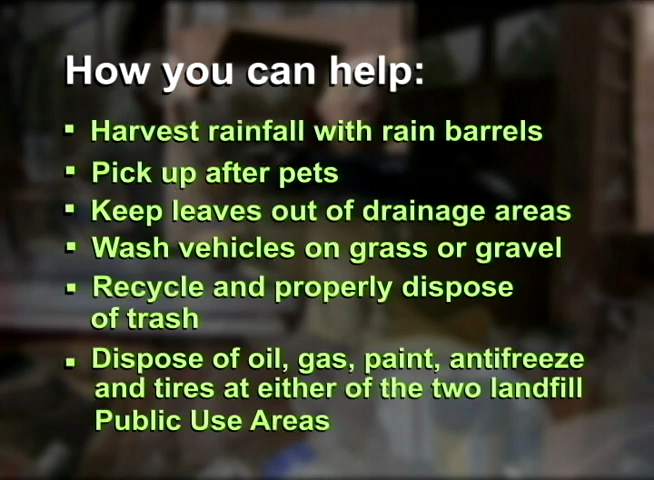 How you can help:
▪ Harvest rainfall with rain barrels
▪ Pick up after pets
▪ Keep leaves out of drainage areas
▪ Wash vehicles on grass or gravel
▪ Recycle and properly dispose
of trash
▪ Dispose of oil, gas, paint, antifreeze
and tires at either of the two landfill
Public Use Areas